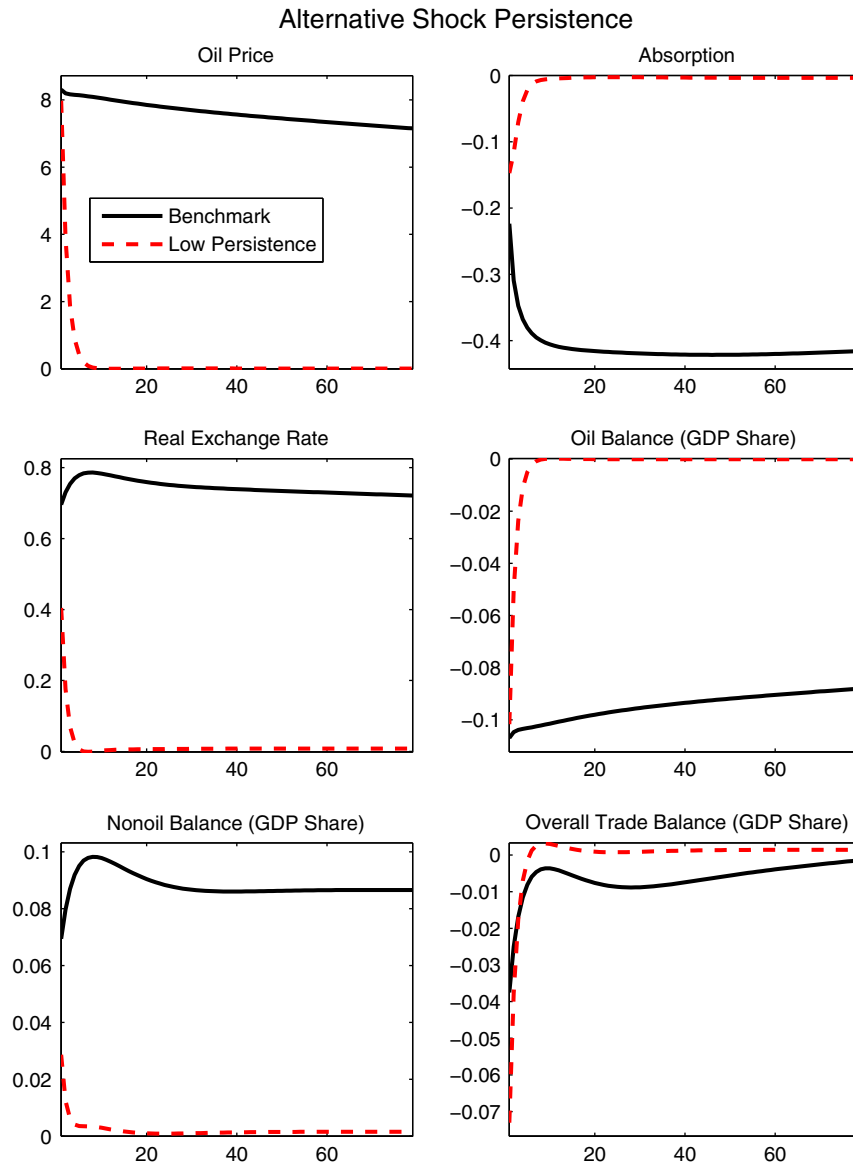 Alternative Shock Persistence
Oil Price
8
6
4
2
0
20 40 60
Benchmark
Low Persistence
Absorption
0
−0.1
−0.2
−0.3
−0.4
20 40 60
Real Exchange Rate
0.8
0.6
0.4
0.2
0
20 40 60
Oil Balance (GDP Share)
0
−0.02
−0.04
−0.06
−0.08
−0.1
20 40 60
Nonoil Balance (GDP Share)
0.1
0.08
0.06
0.04
0.02
0
20 40 60
Overall Trade Balance (GDP Share)
0
−0.01
−0.02
−0.03
−0.04
−0.05
−0.06
−0.07
20 40 60